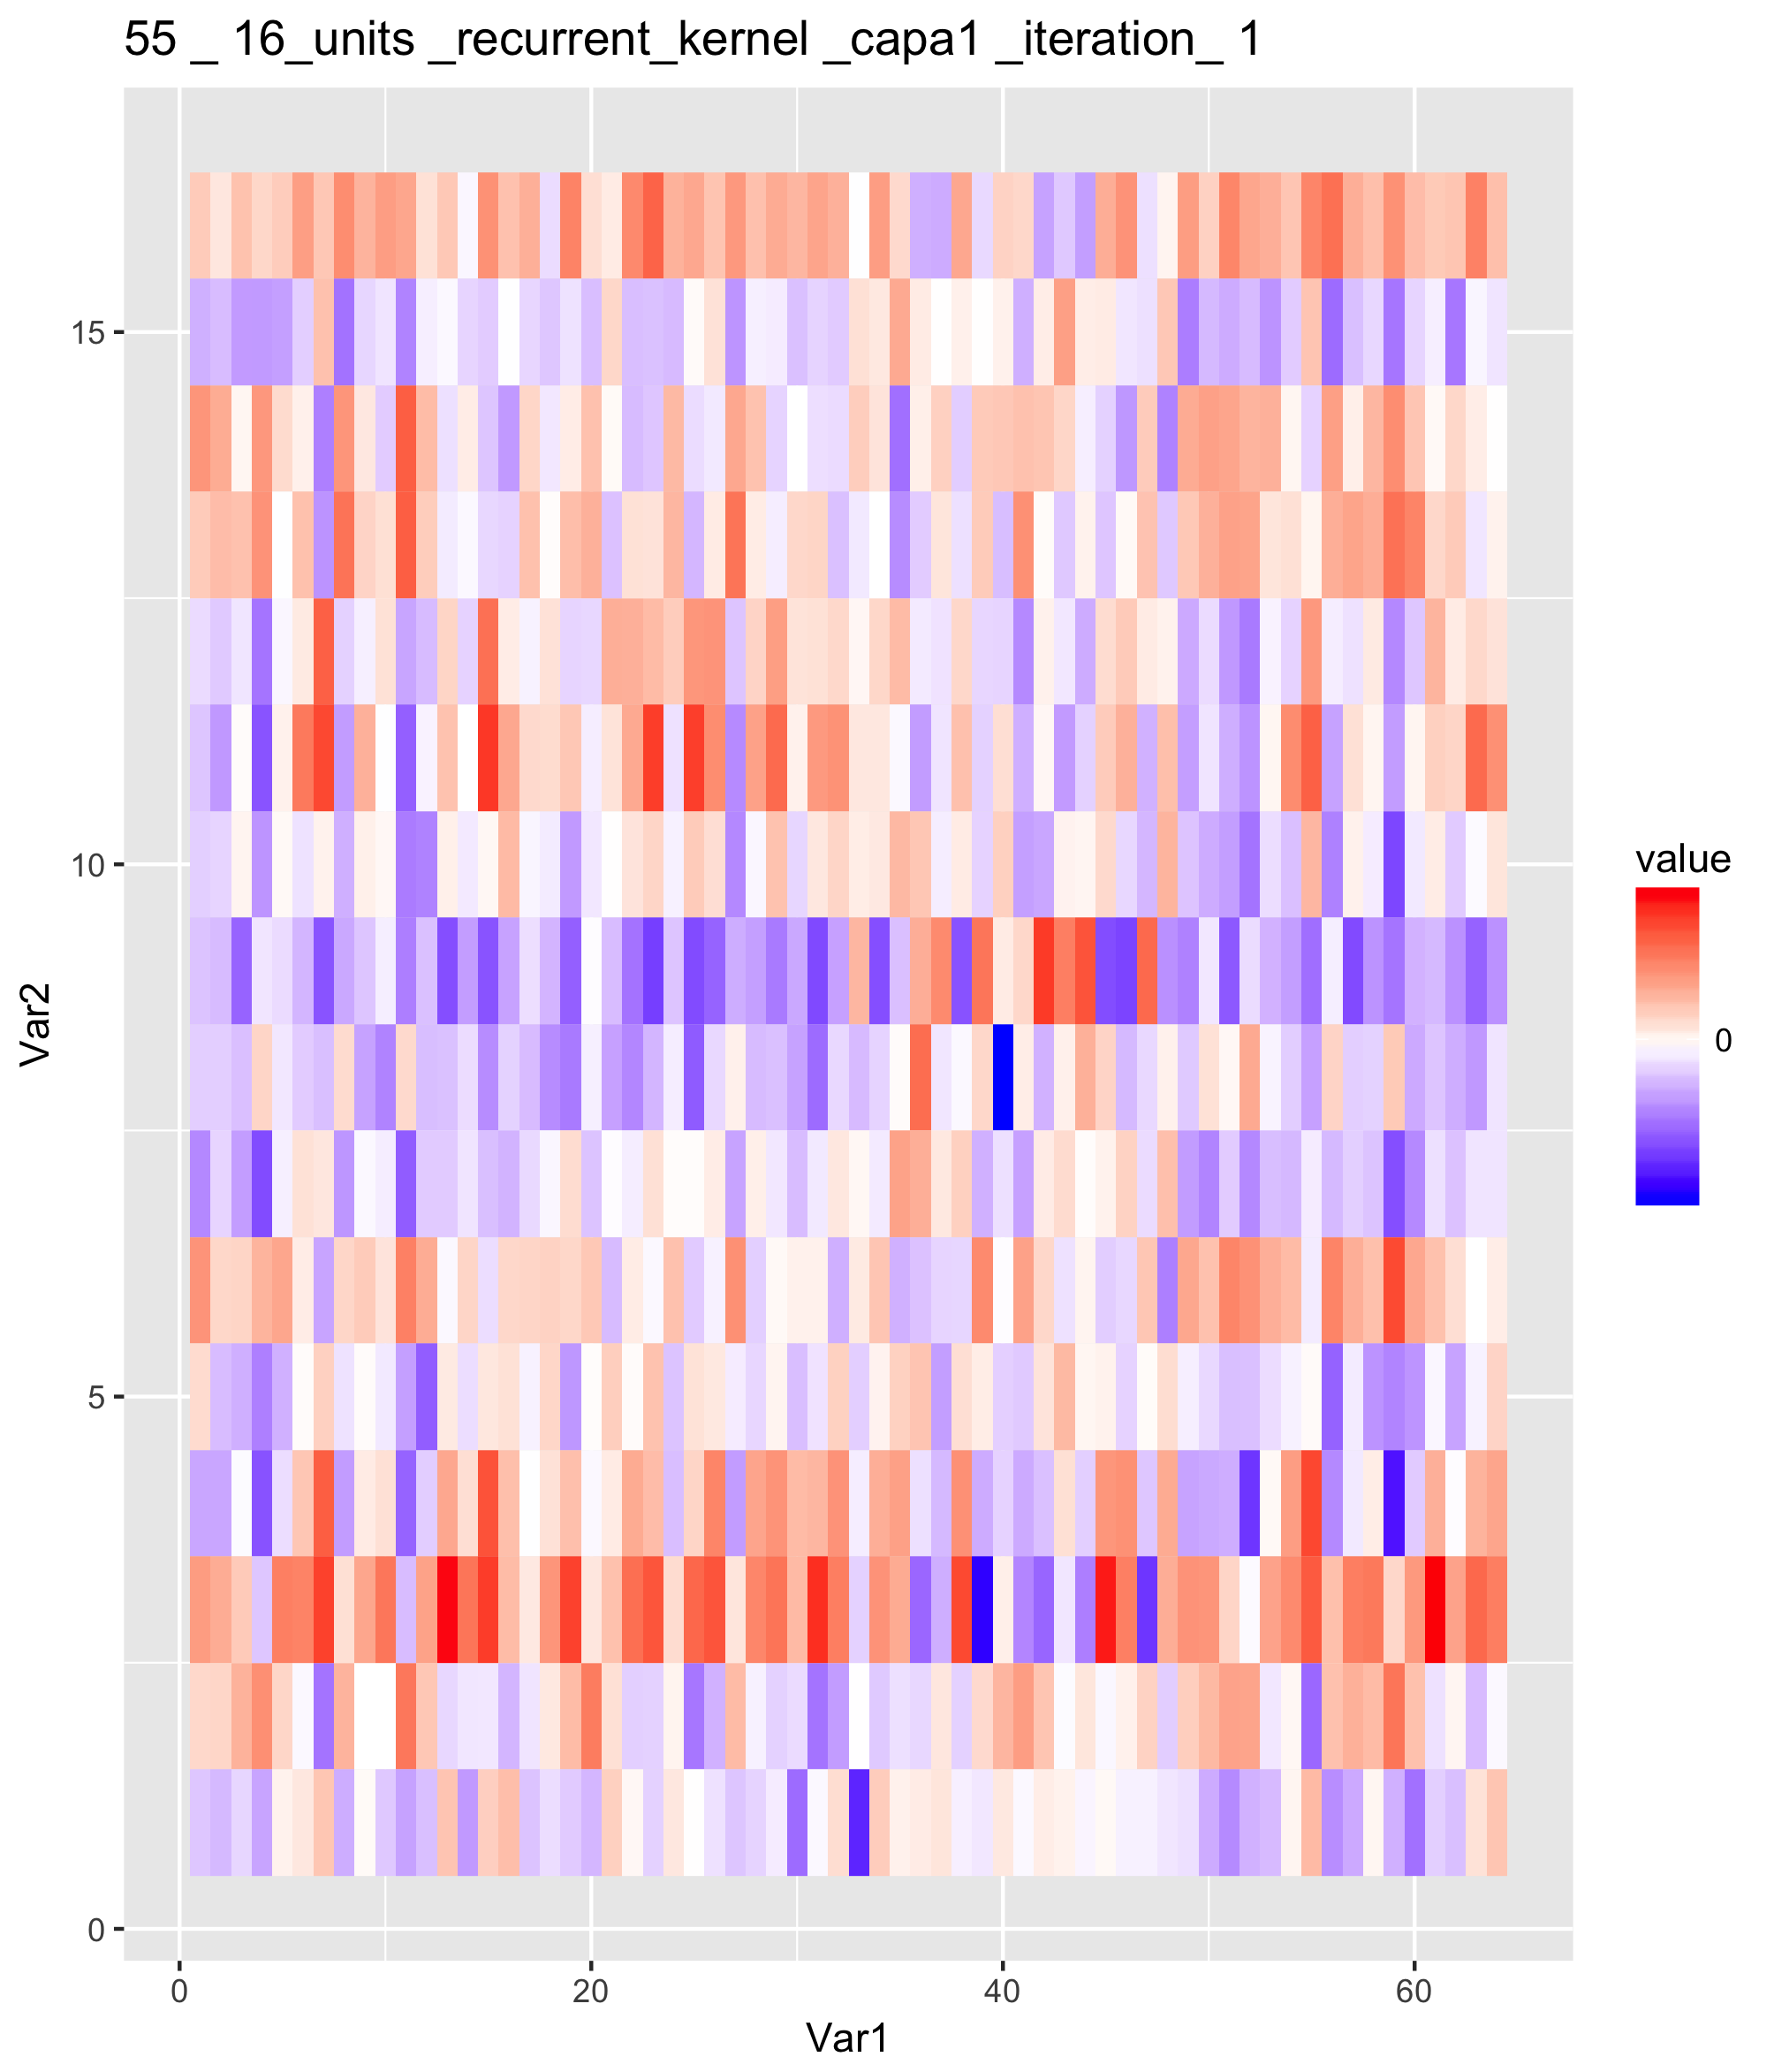 55 _ 16_units _recurrent_kernel _capa1 _iteration_ 1
15
10
5
0
Var2
0
20
40
60
Var1
value
0